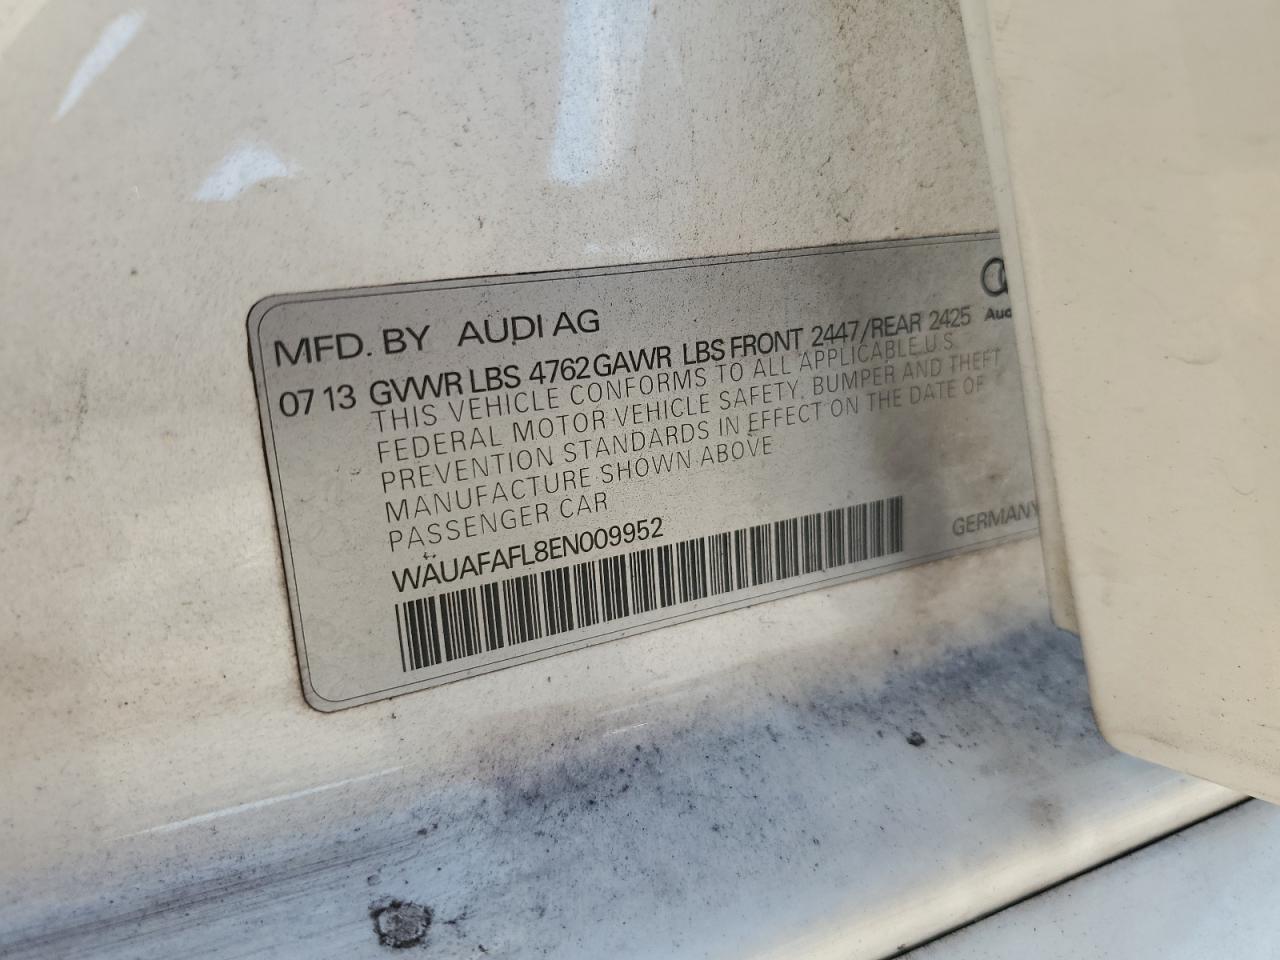 MFD. BY AUDI AG
07 13 GVWR LBS 4762 GAWR LBS FRONT 2447/REAR 2425
THIS VEHICLE CONFORMS TO ALL APPLICABLE U.S.
FEDERAL MOTOR VEHICLE SAFETY, BUMPER AND THEFT
PREVENTION STANDARDS IN EFFECT ON THE DATE OF
MANUFACTURE SHOWN ABOVE
PASSENGER CAR
WAUAFAFL8EN009952
GERMANY